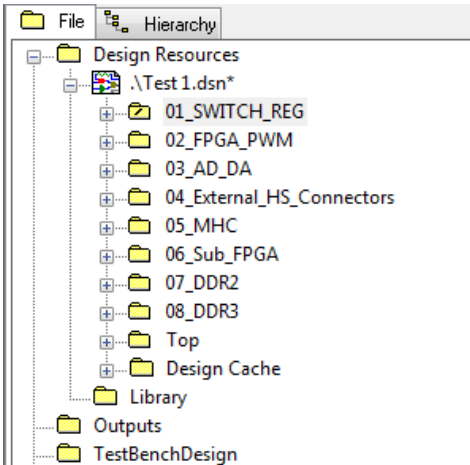 File Hierarchy
Design Resources
.\Test 1.dsn*
01_SWITCH_REG
02_FPGA_PWM
03_AD_DA
04_External_HS_Connectors
05_MHC
06_Sub_FPGA
07_DDR2
08_DDR3
Top
Design Cache
Library
Outputs
TestBenchDesign